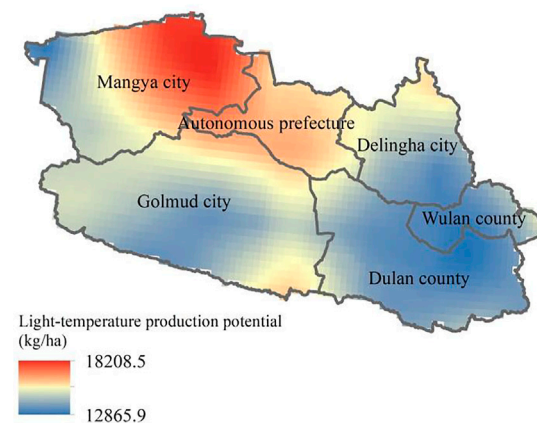 Mangya city
Autonomous prefecture
Delingha city
Golmud city
Wulan county
Dulan county
Light-temperature production potential
(kg/ha)
18208.5
12865.9